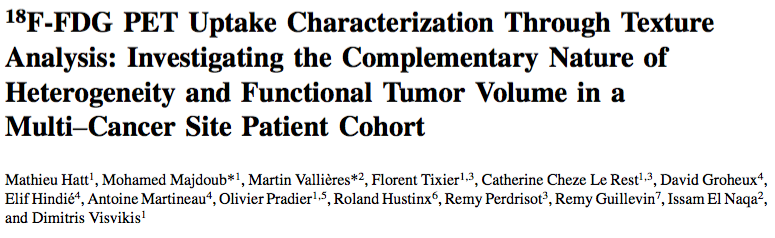 18F-FDG PET Uptake Characterization Through Texture
Analysis: Investigating the Complementary Nature of
Heterogeneity and Functional Tumor Volume in a
Multi–Cancer Site Patient Cohort
Mathieu Hatt1, Mohamed Majdoub*1, Martin Vallières*2, Florent Tixier1,3, Catherine Cheze Le Rest1,3, David Groheux4,
Elif Hindié4, Antoine Martineau4, Olivier Pradier1,5, Roland Hustinx6, Remy Perdrisot3, Remy Guillevin7, Issam El Naqa2,
and Dimitris Visvikis1